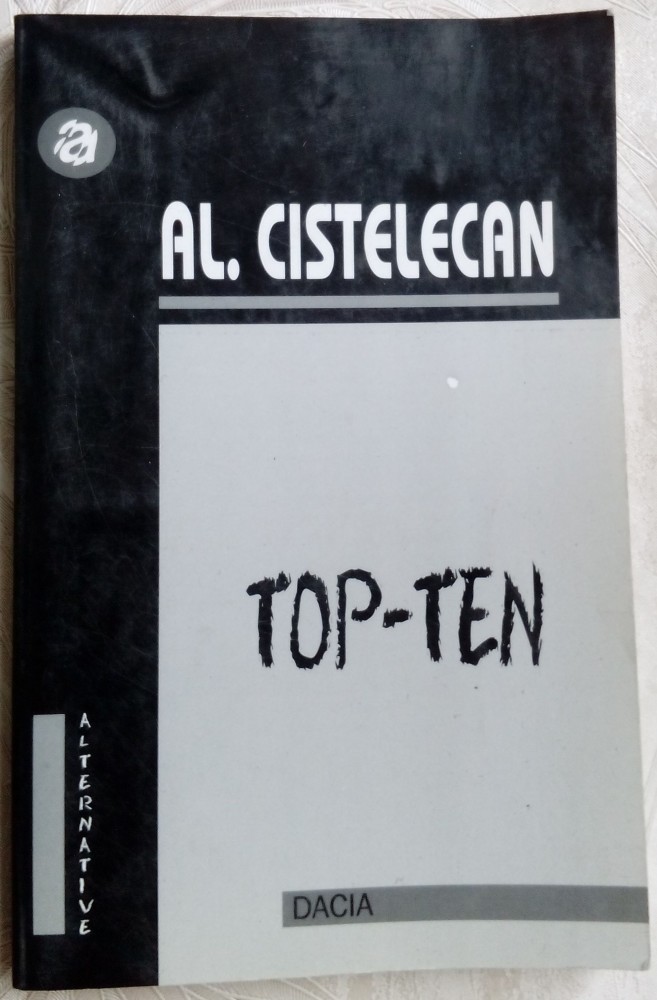 a
AL. CISTELECAN
TOP-TEN
ALTERNATIVE
DACIA